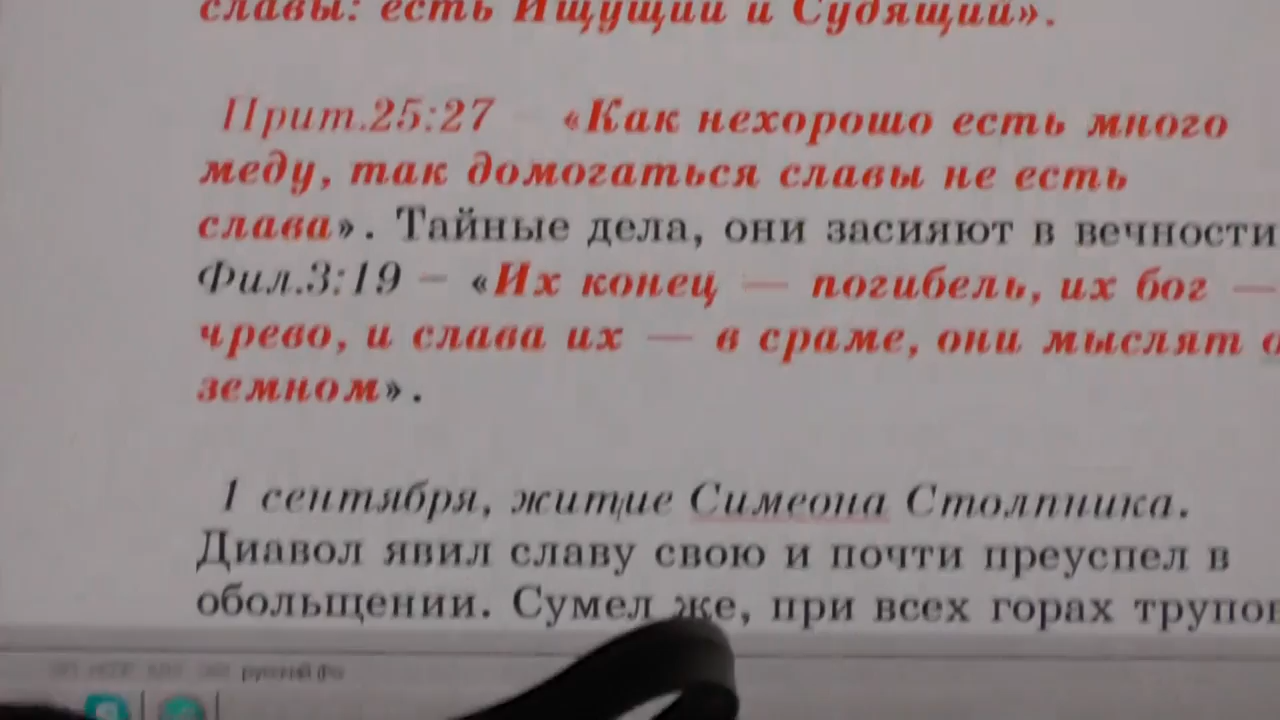 славы: есть Ищущий и Судящий».
Прит.25:27 – «Как нехорошо есть много
меду, так домогаться славы не есть
слава». Тайные дела, они засияют в вечности
Фил.3:19 – «Их конец — погибель, их бог —
чрево, и слава их — в сраме, они мыслят о
земном».
1 сентября, житие Симеона Столпника.
Диавол явил славу свою и почти преуспел в
обольщении. Сумел же, при всех горах
русский